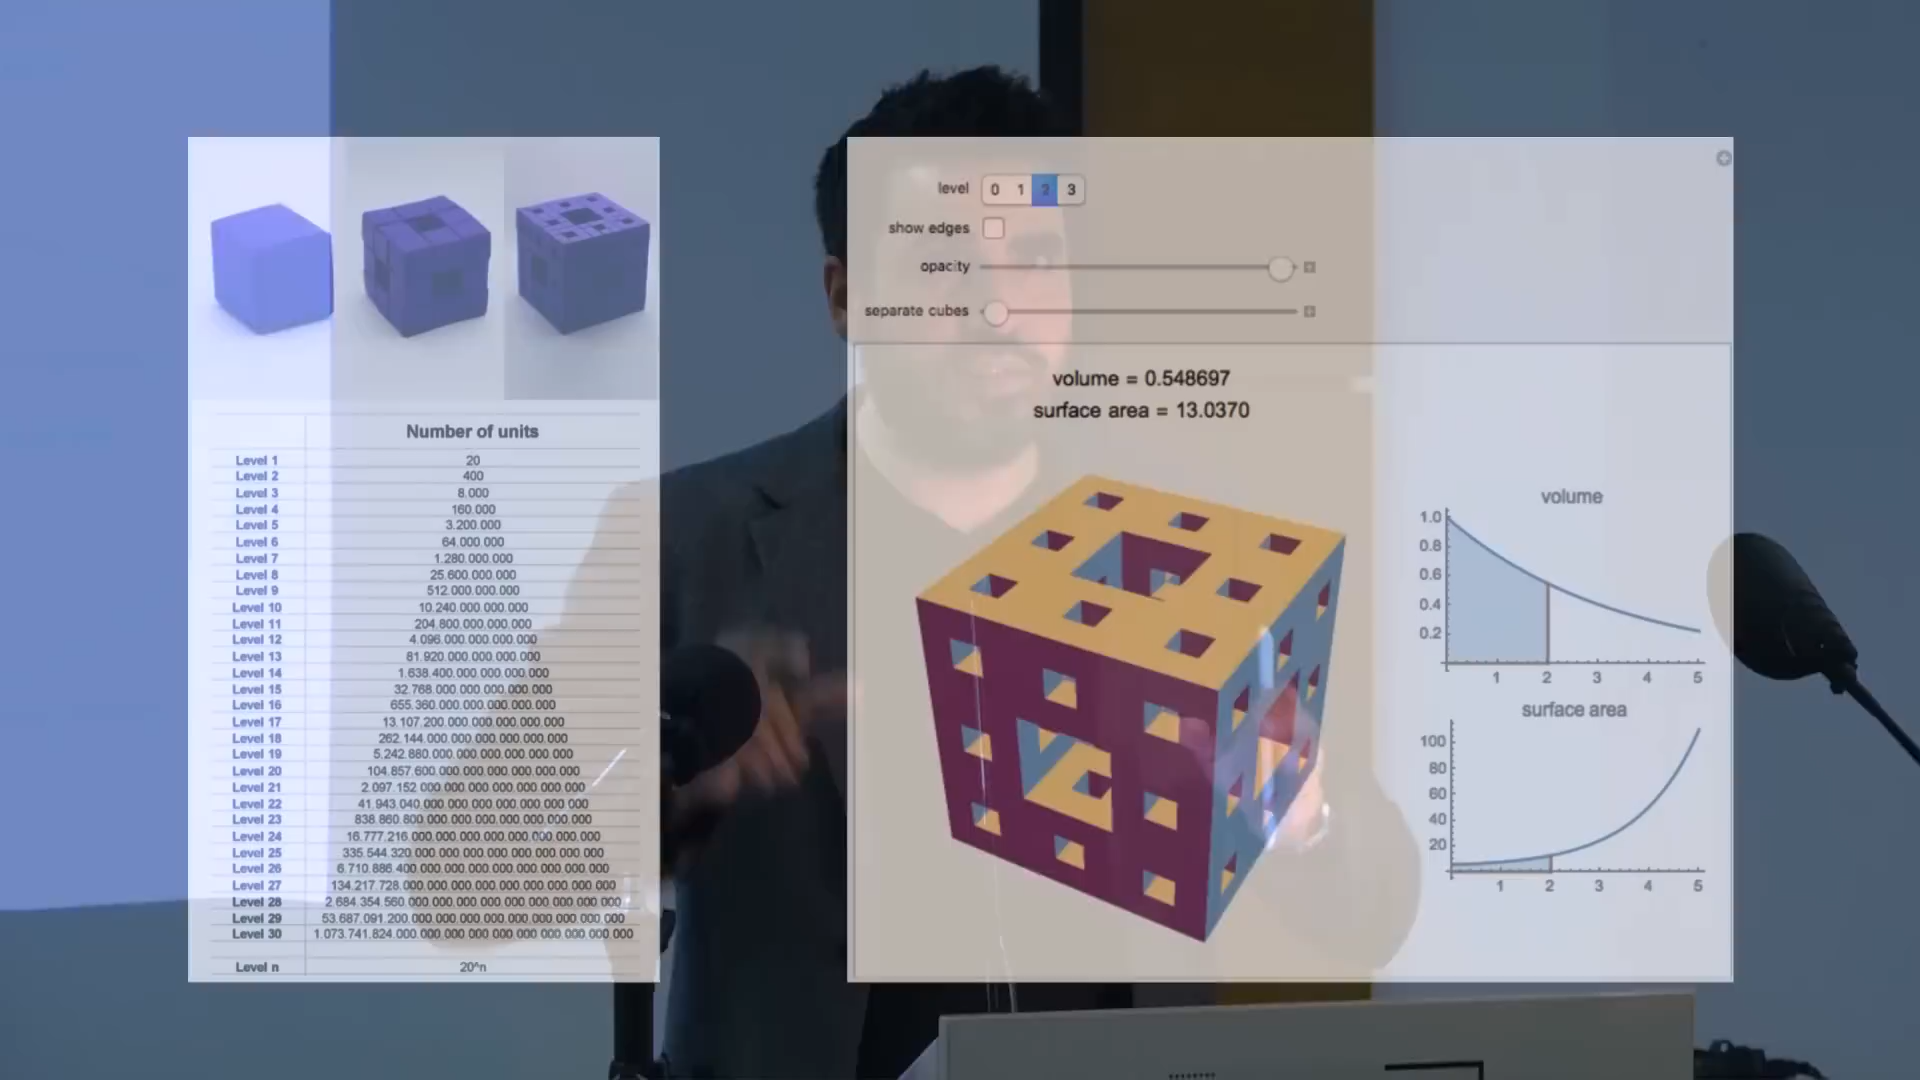 Number of units
Level 1 20
Level 2 400
Level 3 8.000
Level 4 160.000
Level 5 3.200.000
Level 6 64.000.000
Level 7 1.280.000.000
Level 8 25.600.000.000
Level 9 512.000.000.000
Level 10 10.240.000.000.000
Level 11 204.800.000.000.000
Level 12 4.096.000.000.000.000
Level 13 81.920.000.000.000.000
Level 14 1.638.400.000.000.000.000
Level 15 32.768.000.000.000.000.000
Level 16 655.360.000.000.000.000.000
Level 17 13.107.200.000.000.000.000.000
Level 18 262.144.000.000.000.000.000.000
Level 19 5.242.880.000.000.000.000.000.000
Level 20 104.857.600.000.000.000.000.000.000
Level 21 2.097.152.000.000.000.000.000.000.000
Level 22 41.943.040.000.000.000.000.000.000.000
Level 23 838.860.800.000.000.000.000.000.000.000
Level 24 16.777.216.000.000.000.000.000.000.000.000
Level 25 335.544.320.000.000.000.000.000.000.000.000
Level 26 6.710.886.400.000.000.000.000.000.000.000.000
Level 27 134.217.728.000.000.000.000.000.000.000.000.000
Level 28 2.684.354.560.000.000.000.000.000.000.000.000.000
Level 29 53.687.091.200.000.000.000.000.000.000.000.000.000
Level 30 1.073.741.824.000.000.000.000.000.000.000.000.000.000
Level n 20^n
level 0 1 2 3
show edges
opacity
separate cubes
volume = 0.548697
surface area = 13.0370
volume
1.0
0.8
0.6
0.4
0.2
1 2 3 4 5
surface area
100
80
60
40
20
1 2 3 4 5